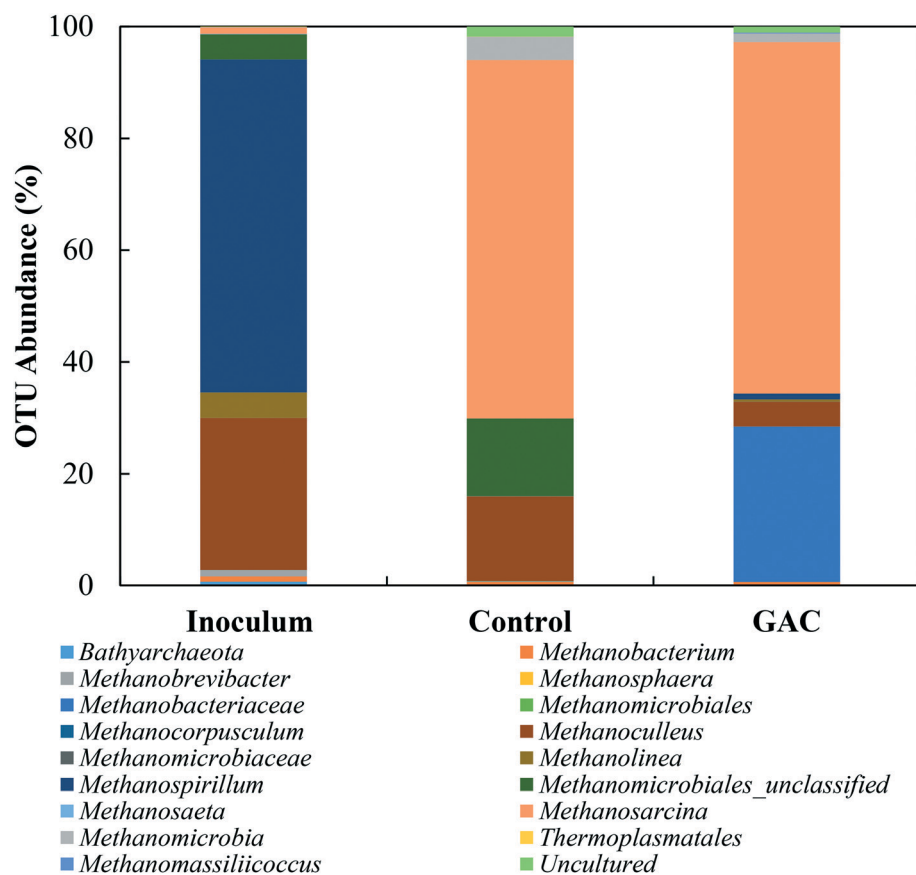 100
80
60
40
20
0
OTU Abundance (%)
Inoculum Control GAC
Bathyarchaeota Methanobacterium
Methanobrevibacter Methanosphaera
Methanobacteriaceae Methanomicrobiales
Methanocorpusculum Methanoculleus
Methanomicrobiaceae Methanolinea
Methanospirillum Methanomicrobiales_unclassified
Methanosaeta Methanosarcina
Methanomicrobia Thermoplasmatales
Methanomassiliicoccus Uncultured